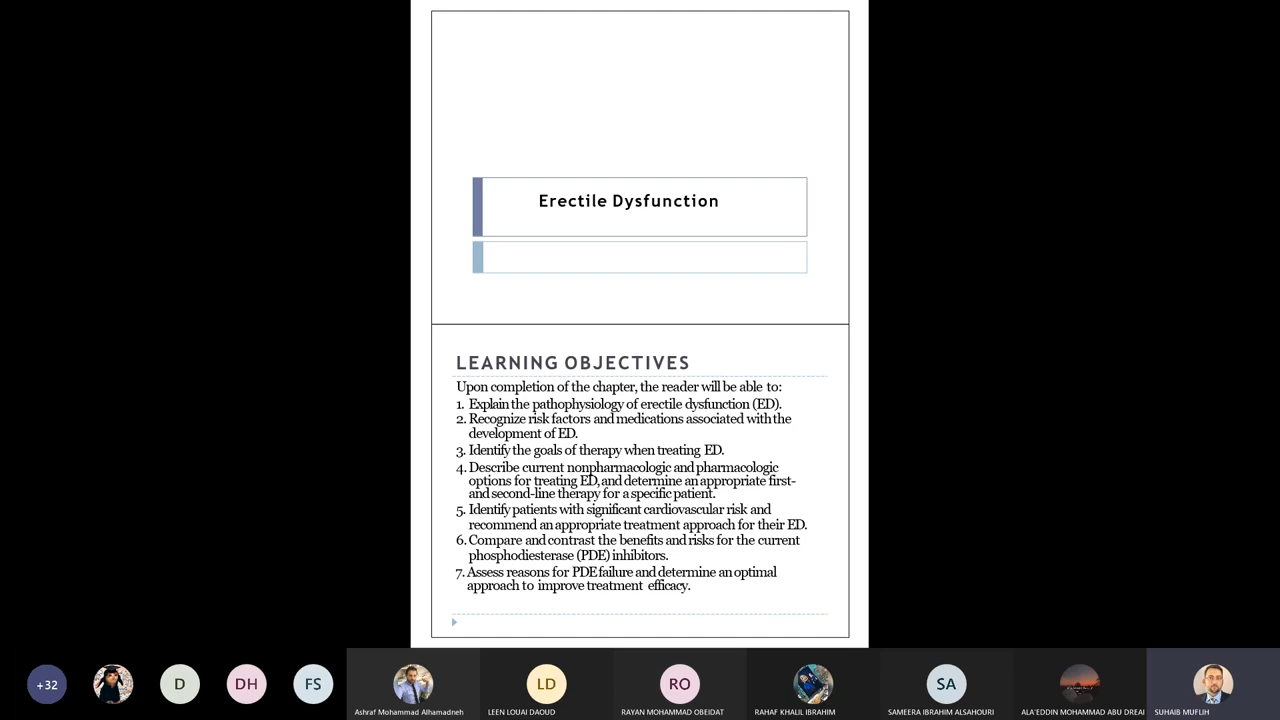 Erectile Dysfunction
LEARNING OBJECTIVES
Upon completion of the chapter, the reader will be able to:
1. Explain the pathophysiology of erectile dysfunction (ED).
2. Recognize risk factors and medications associated with the
development of ED.
3. Identify the goals of therapy when treating ED.
4. Describe current nonpharmacologic and pharmacologic
options for treating ED, and determine an appropriate first-
and second-line therapy for a specific patient.
5. Identify patients with significant cardiovascular risk and
recommend an appropriate treatment approach for their ED.
6. Compare and contrast the benefits and risks for the current
phosphodiesterase (PDE) inhibitors.
7. Assess reasons for PDE failure and determine an optimal
approach to improve treatment efficacy.
+32
D
DH
FS
LD
RO
SA
Ashraf Mohammad Alhamadneh
LEEN LOUAI DAOUD
RAYAN MOHAMMAD OBEIDAT
RAHAF KHALIL IBRAHIM
SAMEERA IBRAHIM ALSAHOURI
ALA'EDDIN MOHAMMAD ABU DREAI
SUHAIB MUFLIH